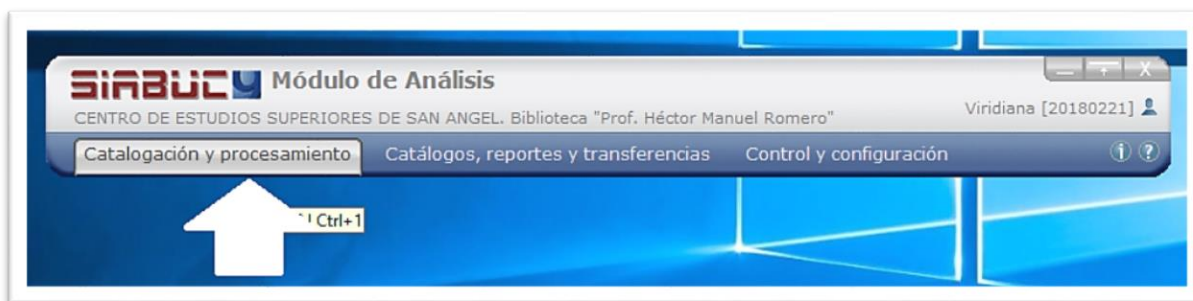 SIABUC Módulo de Análisis
CENTRO DE ESTUDIOS SUPERIORES DE SAN ANGEL. Biblioteca "Prof. Héctor Manuel Romero"
Viridiana [20180221]
Catalogación y procesamiento Catálogos, reportes y transferencias Control y configuración
Ctrl+1